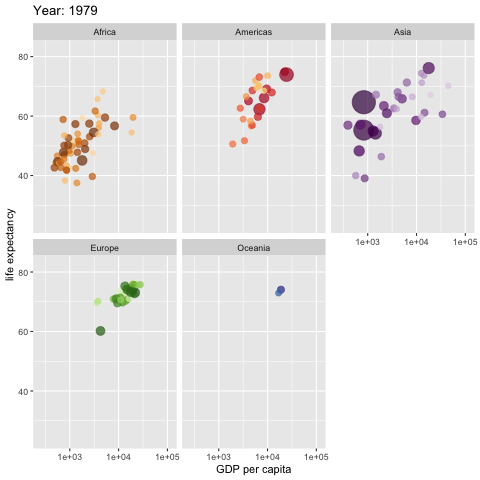 Year: 1979
Africa Americas Asia
80
60
40
1e+03 1e+04 1e+05
Europe Oceania
80
60
40
1e+03 1e+04 1e+05 1e+03 1e+04 1e+05
life expectancy
GDP per capita